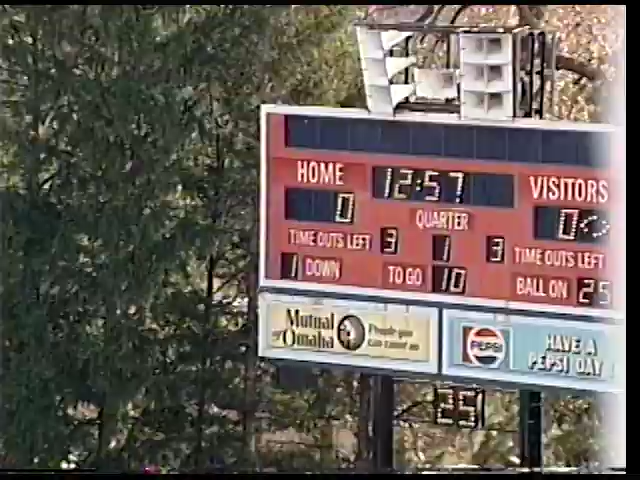 HOME 12:57 VISITORS
0 QUARTER 0
TIME OUTS LEFT 3 1 3 TIME OUTS LEFT
1 DOWN TO GO 10 BALL ON 25
Mutual
of Omaha
PEPSI
HAVE A
PEPSI DAY
25